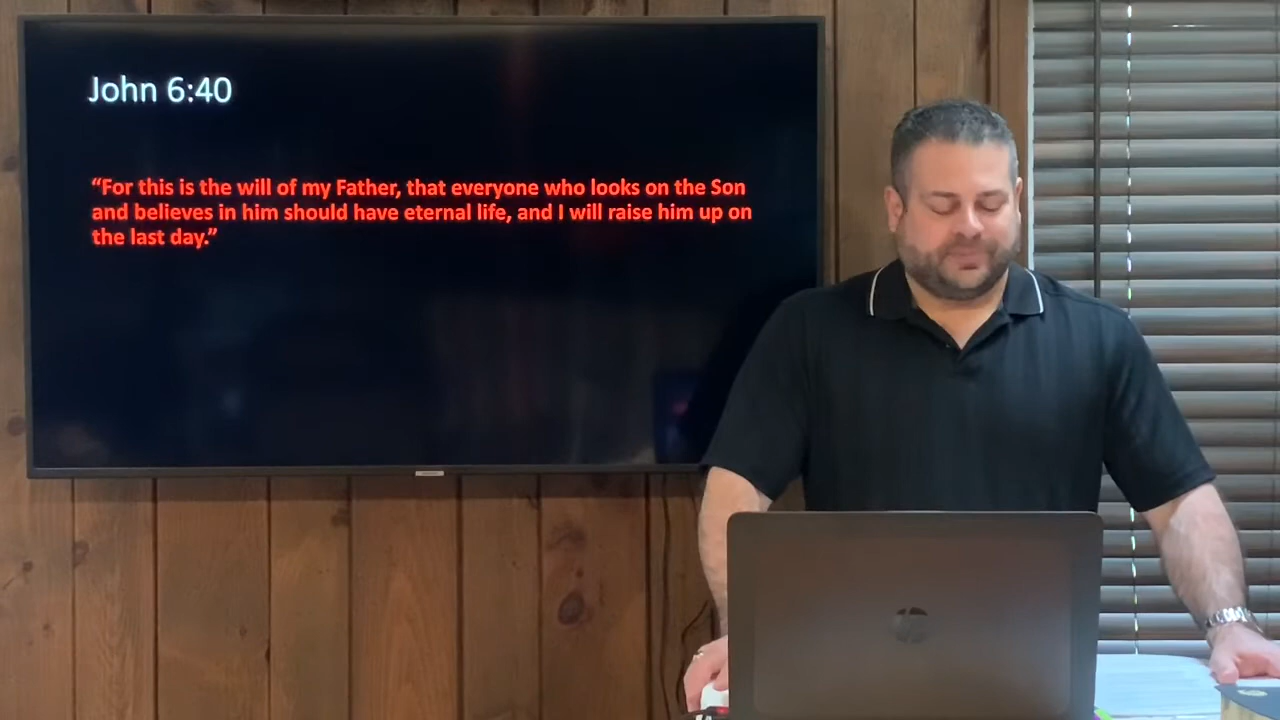 John 6:40
“For this is the will of my Father, that everyone who looks on the Son
and believes in him should have eternal life, and I will raise him up on
the last day.”
hp